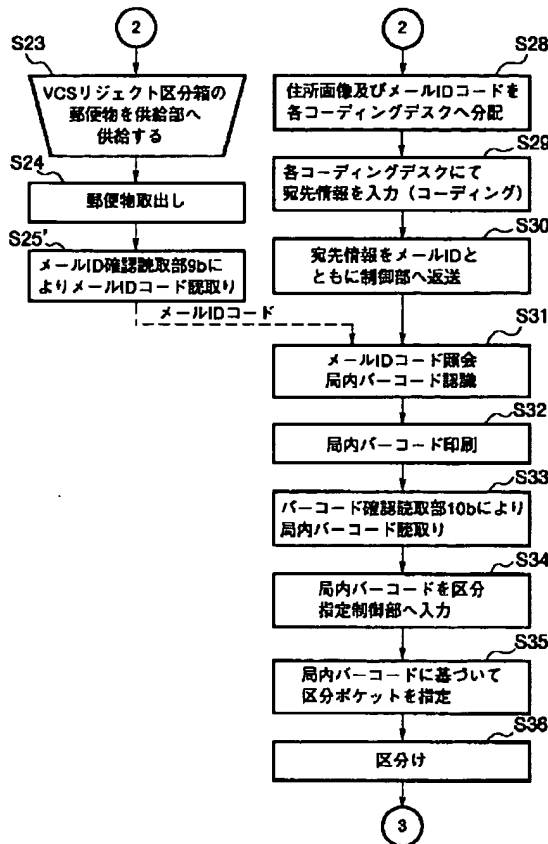 2
S23
VCSリジェクト区分箱の
郵便物を供給部へ
供給する
S24
郵便物取出し
S25'
メールID確認読取部9bに
よりメールIDコード読取り
メールIDコード
2
S28
住所画像及びメールIDコードを
各コーディングデスクへ分配
S29
各コーディングデスクにて
宛先情報を入力(コーディング)
S30
宛先情報をメールIDと
ともに制御部へ返送
S31
メールIDコード照会
局内バーコード認識
S32
局内バーコード印刷
S33
バーコード確認読取部10bにより
局内バーコード読取り
S34
局内バーコードを区分
指定制御部へ入力
S35
局内バーコードに基づいて
区分ポケットを指定
S36
区分け
3